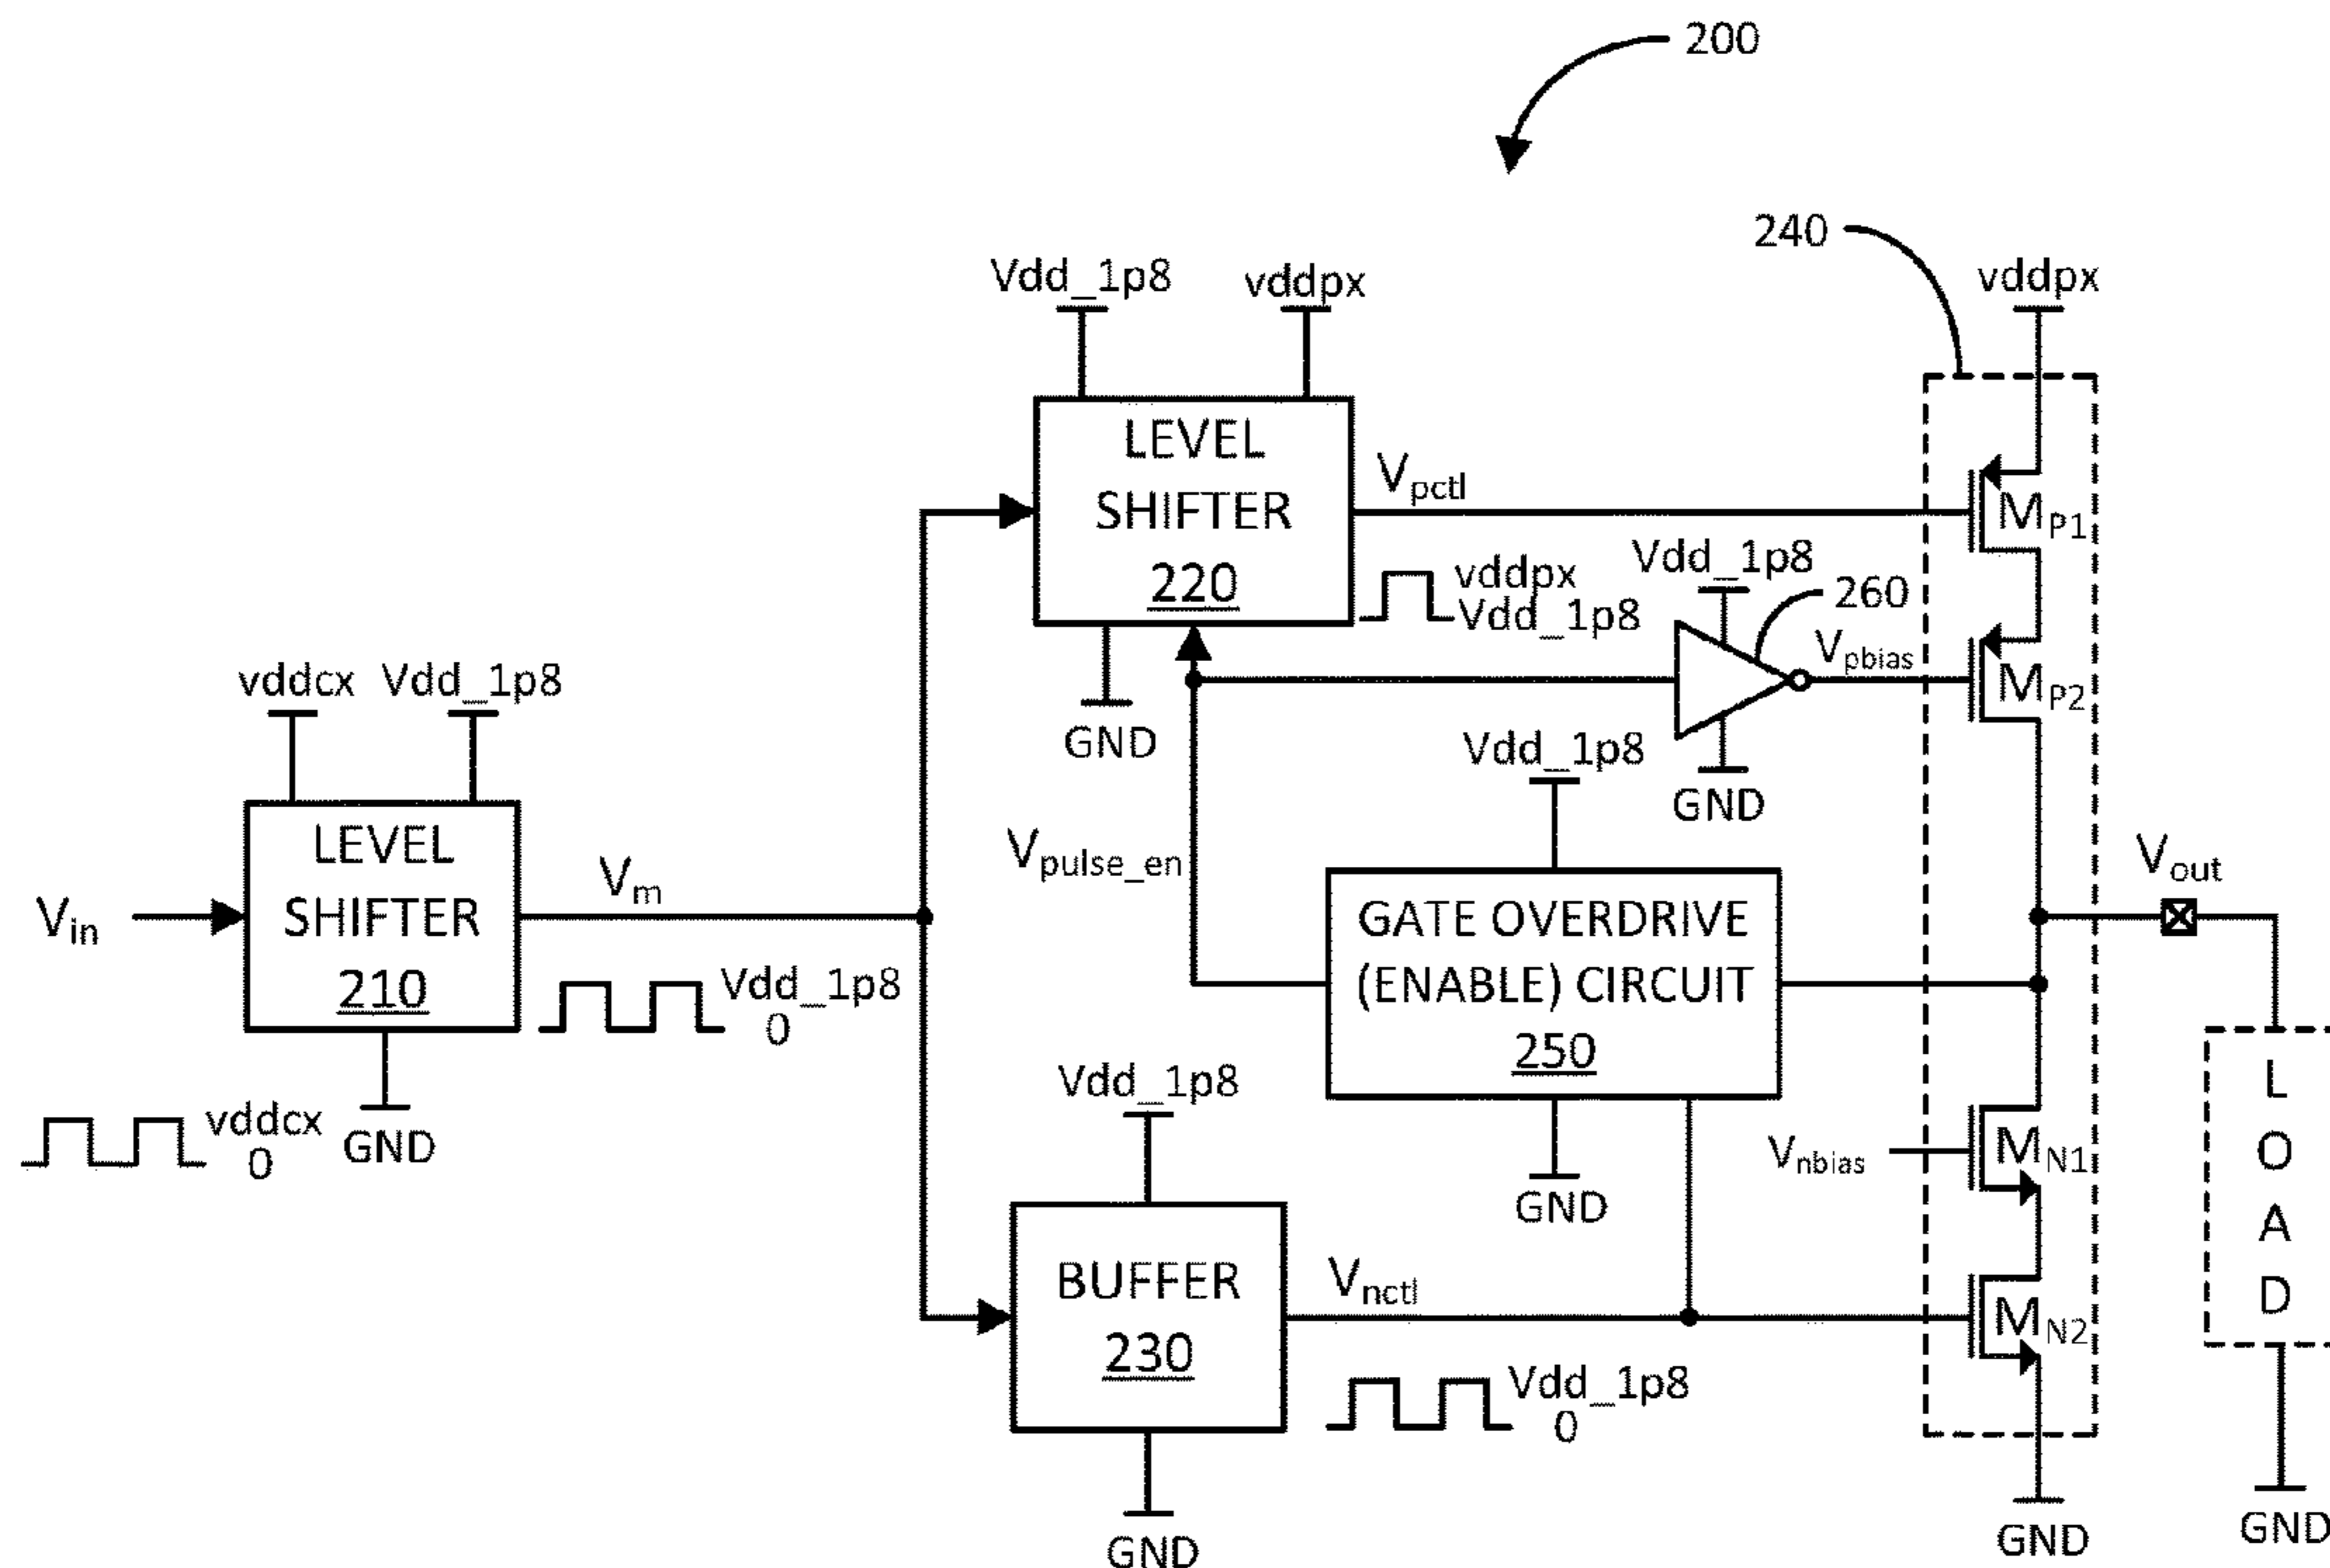 200
240
Vdd_1p8
vddpx
vddpx
LEVEL
SHIFTER
220
Vpctl
MP1
vddpx
Vdd_1p8
Vdd_1p8
260
Vpbias
MP2
GND
GND
vddcx
Vdd_1p8
LEVEL
SHIFTER
210
Vin
Vm
Vdd_1p8
0
vddcx
0
GND
Vpulse_en
Vdd_1p8
GATE OVERDRIVE
(ENABLE) CIRCUIT
250
GND
Vout
Vnbias
MN1
Vdd_1p8
BUFFER
230
Vnctl
MN2
Vdd_1p8
0
GND
L
O
A
D
GND
GND